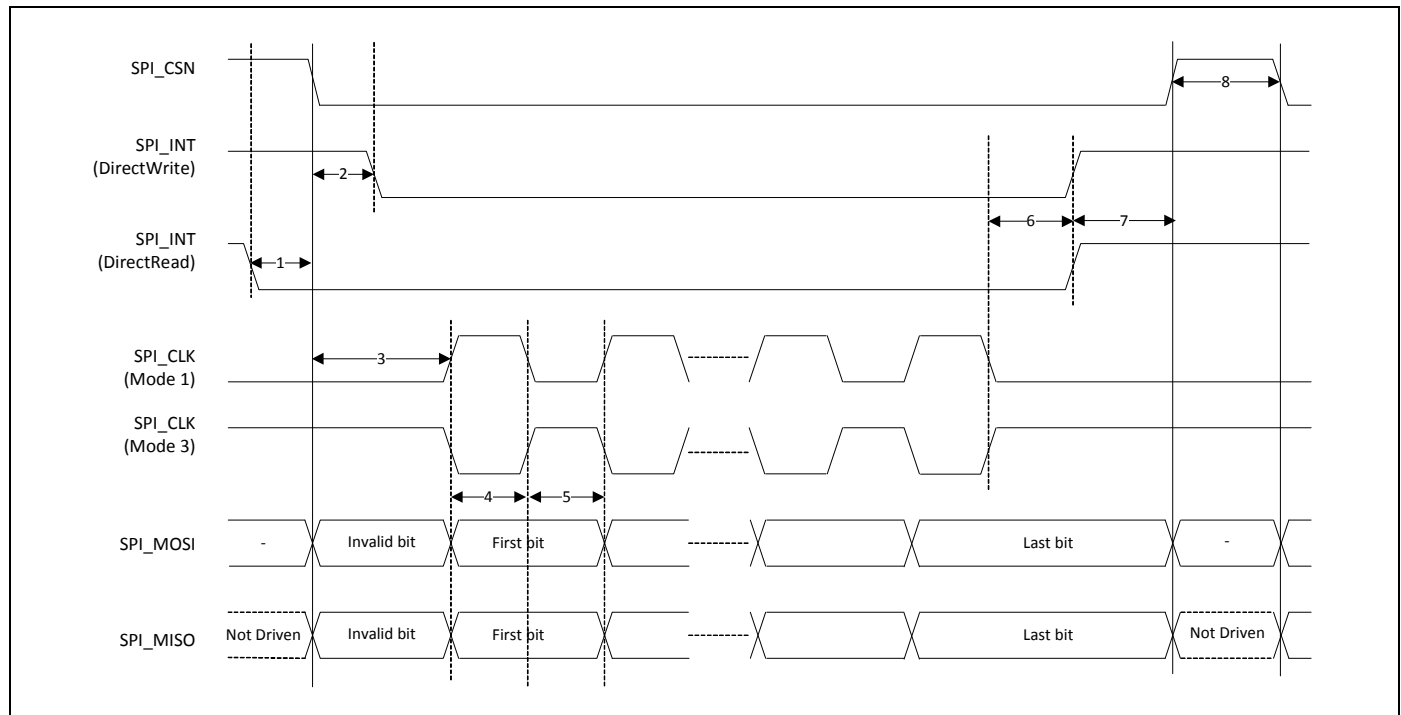 SPI_CSN
8
SPI_INT
(DirectWrite)
2
6
7
SPI_INT
(DirectRead)
1
SPI_CLK
(Mode 1)
3
SPI_CLK
(Mode 3)
4
5
SPI_MOSI
-
Invalid bit
First bit
Last bit
-
SPI_MISO
Not Driven
Invalid bit
First bit
Last bit
Not Driven